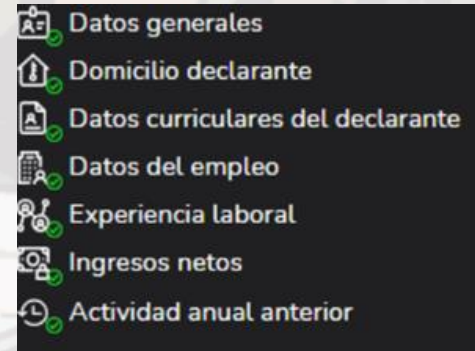 Datos generales
Domicilio declarante
Datos curriculares del declarante
Datos del empleo
Experiencia laboral
Ingresos netos
Actividad anual anterior